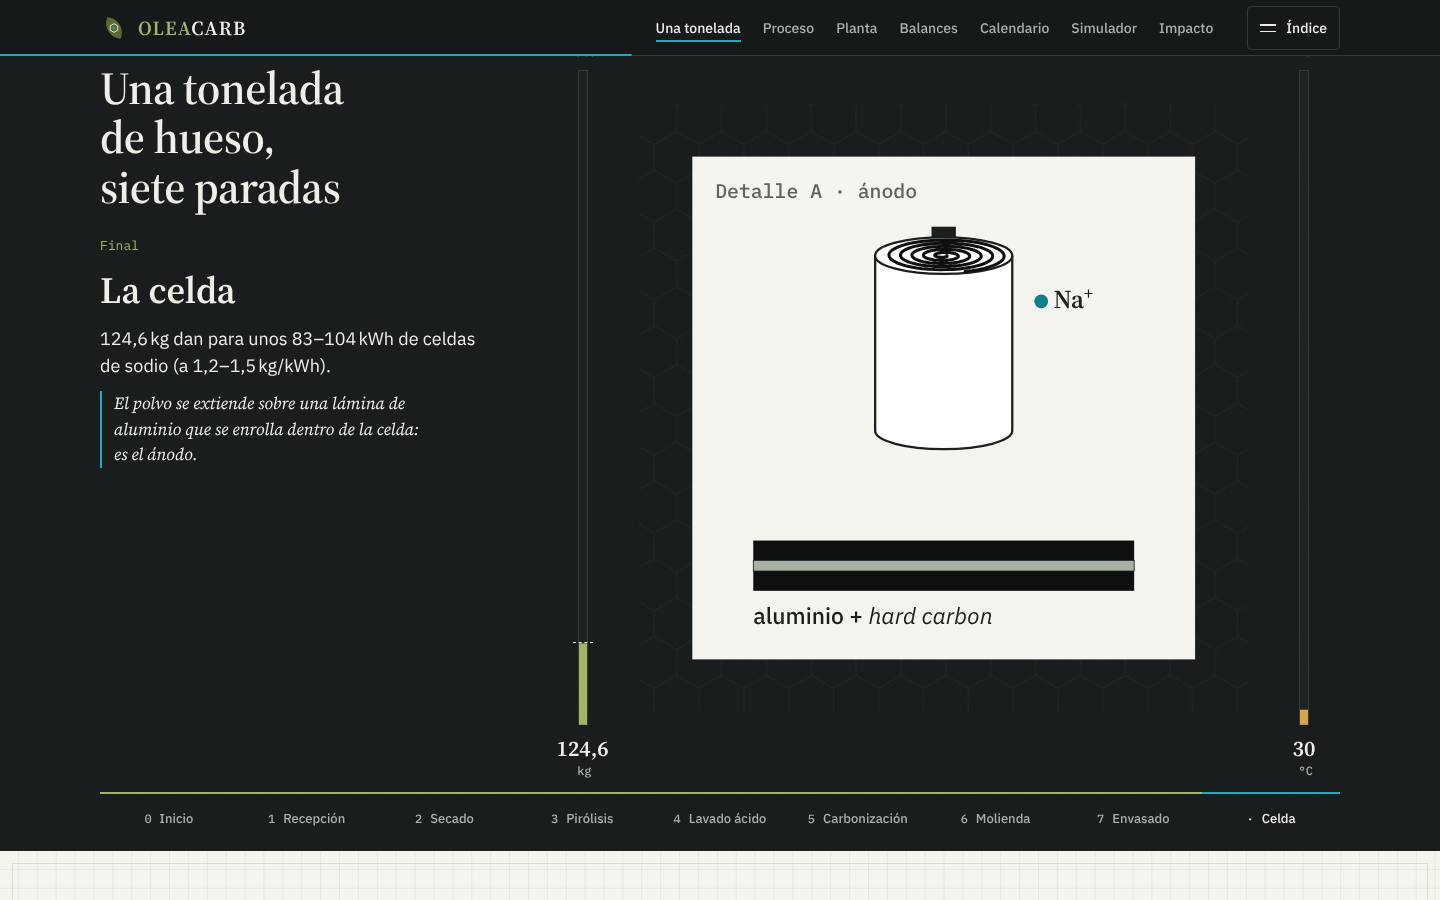 OLEACARB
Una tonelada
Proceso
Planta
Balances
Calendario
Simulador
Impacto
Índice
Una tonelada
de hueso,
siete paradas
Final
La celda
124,6 kg dan para unos 83–104 kWh de celdas
de sodio (a 1,2–1,5 kg/kWh).
El polvo se extiende sobre una lámina de
aluminio que se enrolla dentro de la celda:
es el ánodo.
124,6
kg
Detalle A · ánodo
Na⁺
aluminio + hard carbon
30
°C
0 Inicio
1 Recepción
2 Secado
3 Pirólisis
4 Lavado ácido
5 Carbonización
6 Molienda
7 Envasado
· Celda